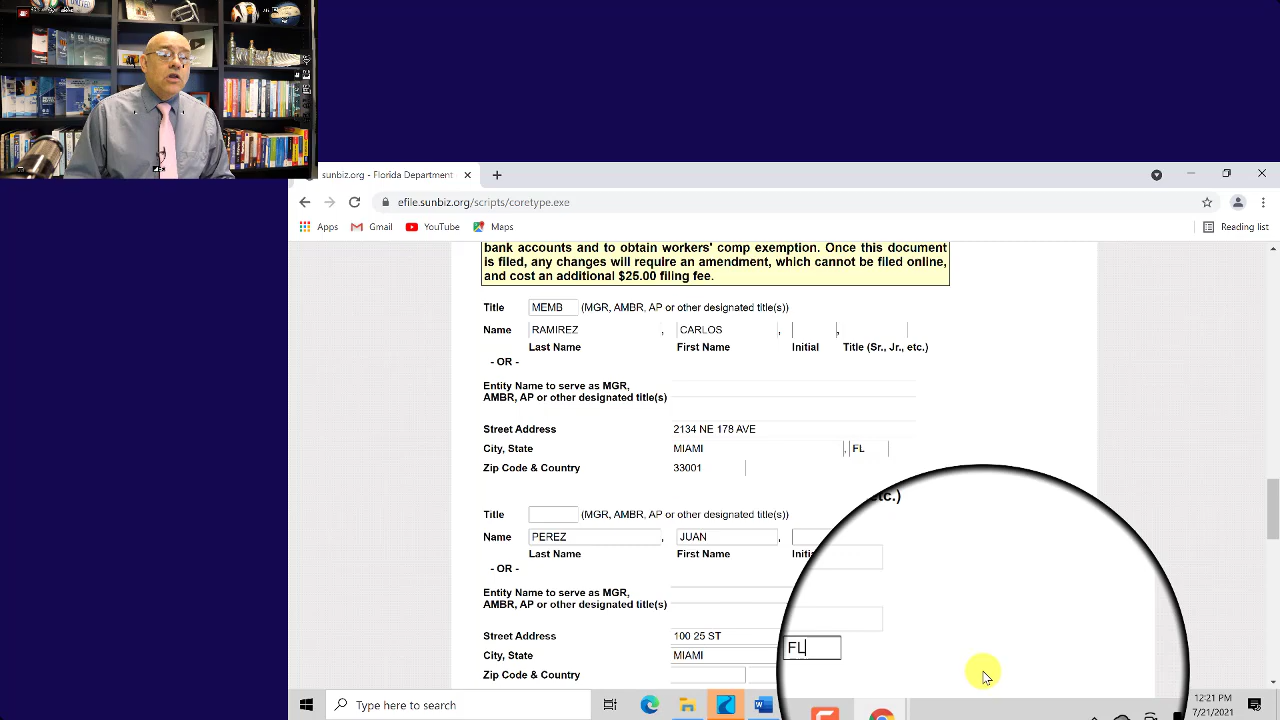 sunbiz.org - Florida Department
efile.sunbiz.org/scripts/coretype.exe
Apps Gmail YouTube Maps Reading list
bank accounts and to obtain workers' comp exemption. Once this document
is filed, any changes will require an amendment, which cannot be filed online,
and cost an additional $25.00 filing fee.
Title MEMB (MGR, AMBR, AP or other designated title(s))
Name RAMIREZ , CARLOS , ,
Last Name First Name Initial Title (Sr., Jr., etc.)
- OR -
Entity Name to serve as MGR,
AMBR, AP or other designated title(s)
Street Address 2134 NE 178 AVE
City, State MIAMI , FL
Zip Code & Country 33001
etc.)
Title (MGR, AMBR, AP or other designated title(s))
Name PEREZ , JUAN ,
Last Name First Name Initi
- OR -
Entity Name to serve as MGR,
AMBR, AP or other designated title(s)
Street Address 100 25 ST
City, State MIAMI FL
Zip Code & Country
Type here to search
12:21 PM
7/21/2021